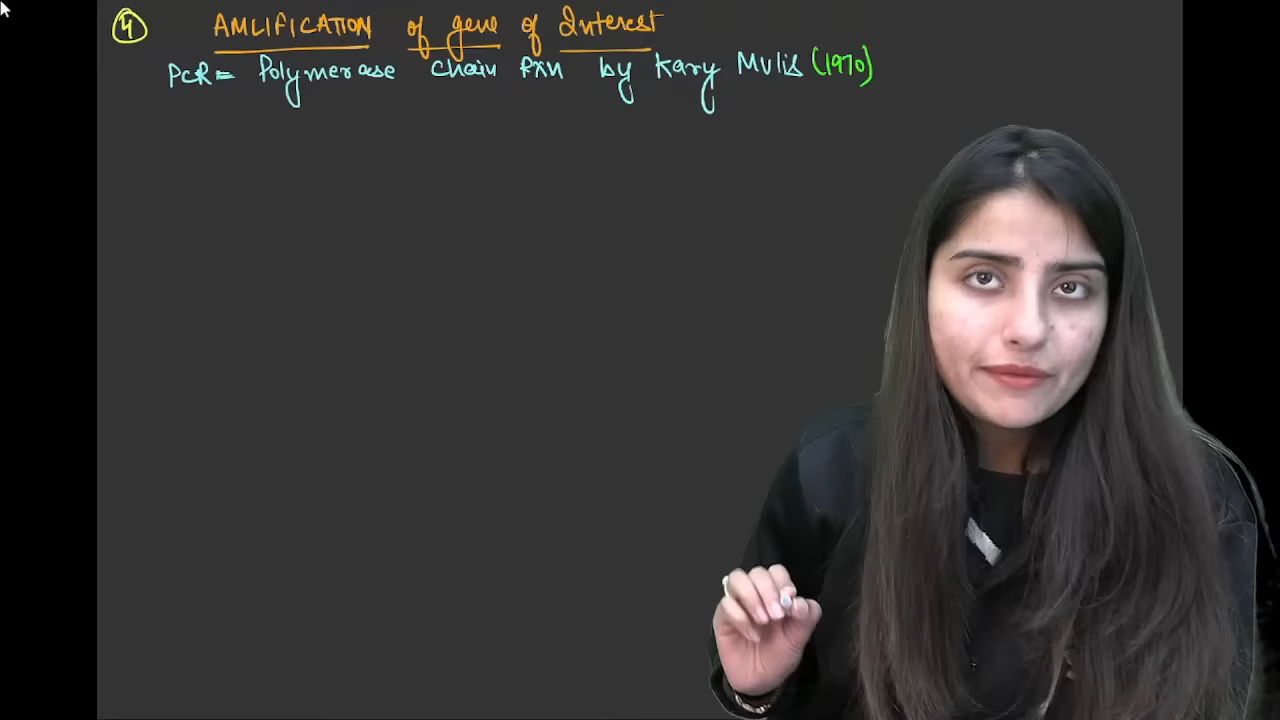 4 AMLIFICATION of gene of Interest
PCR = Polymerase Chain RXN by Kary Mulis (1970)